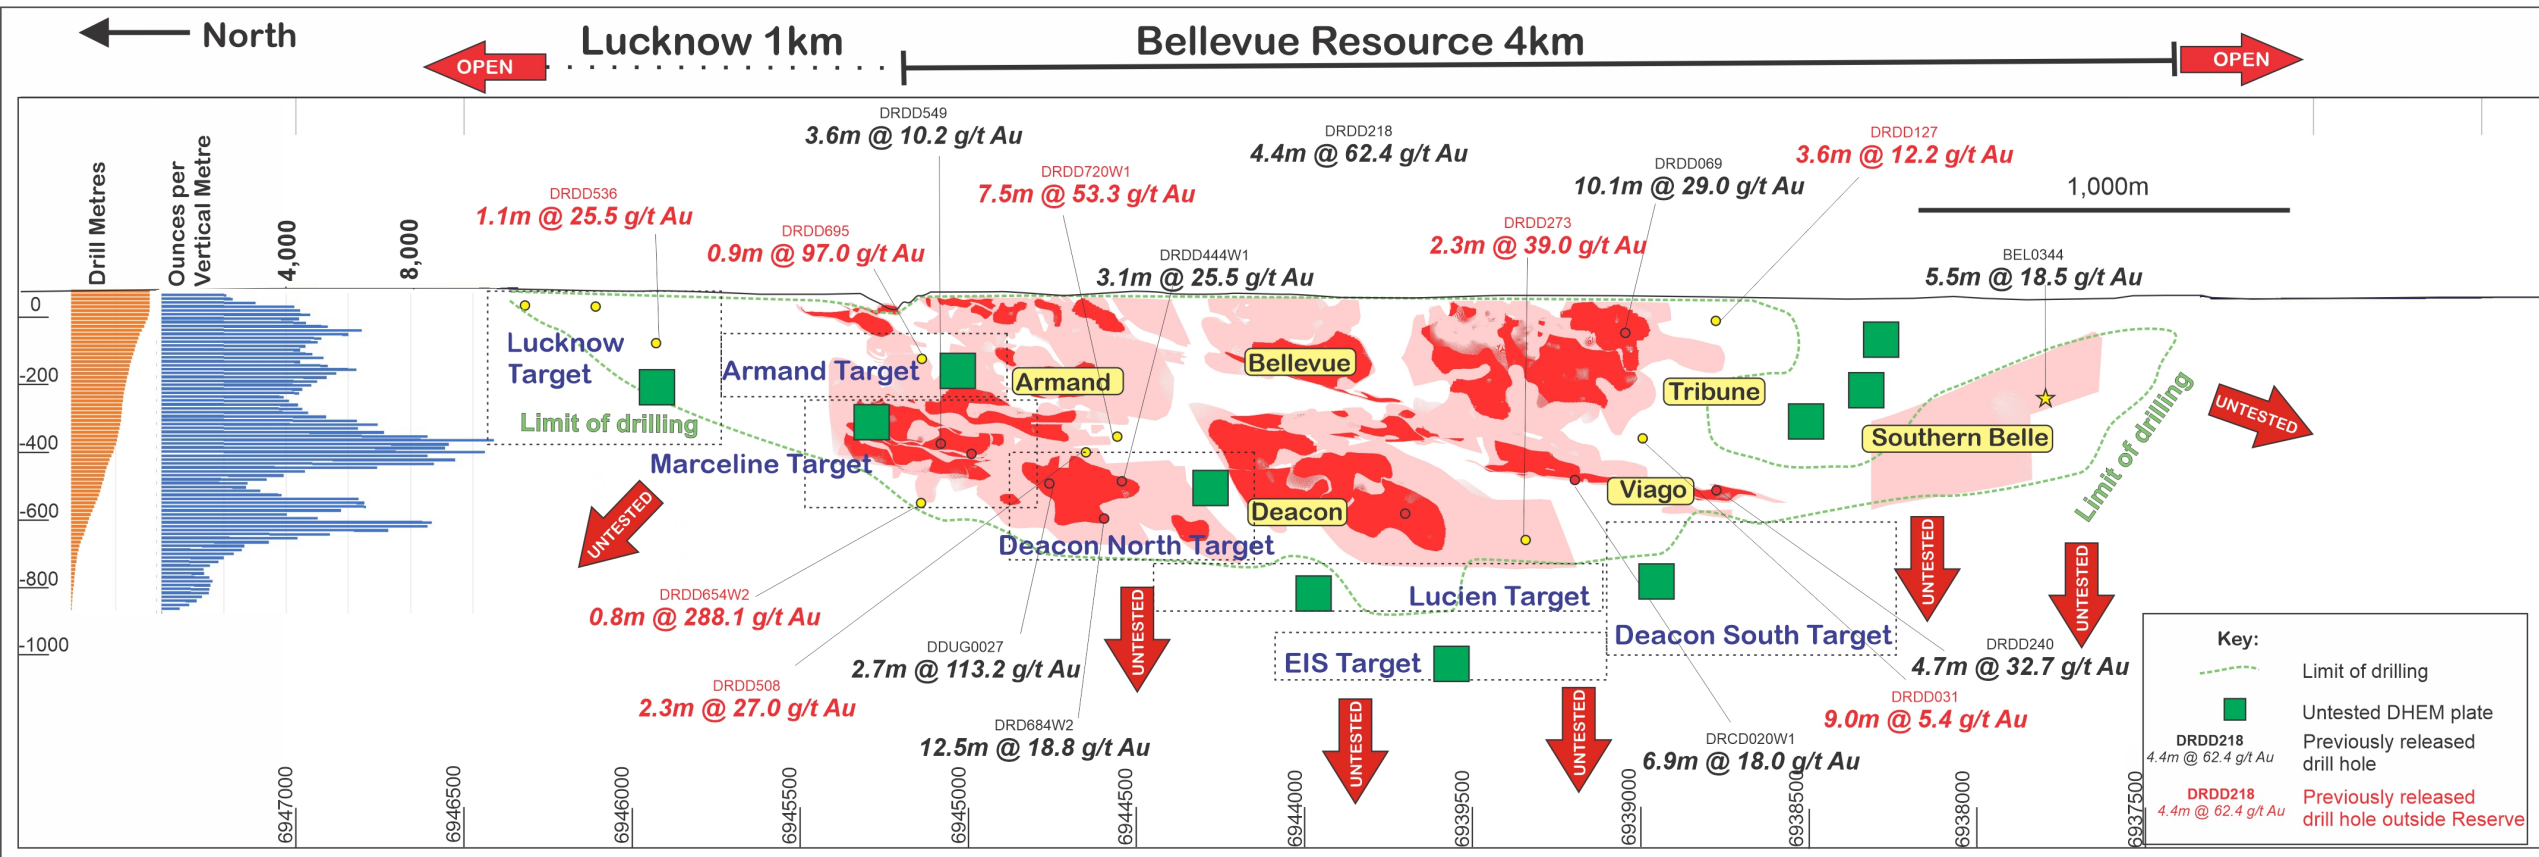 North
Lucknow 1km
Bellevue Resource 4km
OPEN
OPEN
Drill Metres
Ounces per
Vertical Metre
4,000
8,000
DRDD549
3.6m @ 10.2 g/t Au
DRDD218
4.4m @ 62.4 g/t Au
DRDD127
3.6m @ 12.2 g/t Au
DRDD720W1
7.5m @ 53.3 g/t Au
DRDD069
10.1m @ 29.0 g/t Au
1,000m
DRDD536
1.1m @ 25.5 g/t Au
DRDD695
0.9m @ 97.0 g/t Au
DRDD444W1
3.1m @ 25.5 g/t Au
DRDD273
2.3m @ 39.0 g/t Au
BEL0344
5.5m @ 18.5 g/t Au
0
-200
-400
-600
-800
-1000
Lucknow
Target
Limit of drilling
Armand Target
Armand
Bellevue
Tribune
Southern Belle
Limit of drilling
UNTESTED
Marceline Target
UNTESTED
Deacon
Viago
Deacon North Target
Lucien Target
Deacon South Target
EIS Target
UNTESTED
UNTESTED
UNTESTED
UNTESTED
UNTESTED
DRDD654W2
0.8m @ 288.1 g/t Au
DDUG0027
2.7m @ 113.2 g/t Au
DRDD508
2.3m @ 27.0 g/t Au
DRD684W2
12.5m @ 18.8 g/t Au
DRDD240
4.7m @ 32.7 g/t Au
DRDD031
9.0m @ 5.4 g/t Au
DRCD020W1
6.9m @ 18.0 g/t Au
6947000
6946500
6946000
6945500
6945000
6944500
6944000
6939500
6939000
6938500
6938000
6937500
Key:
Limit of drilling
Untested DHEM plate
DRDD218
4.4m @ 62.4 g/t Au
Previously released
drill hole
DRDD218
4.4m @ 62.4 g/t Au
Previously released
drill hole outside Reserve